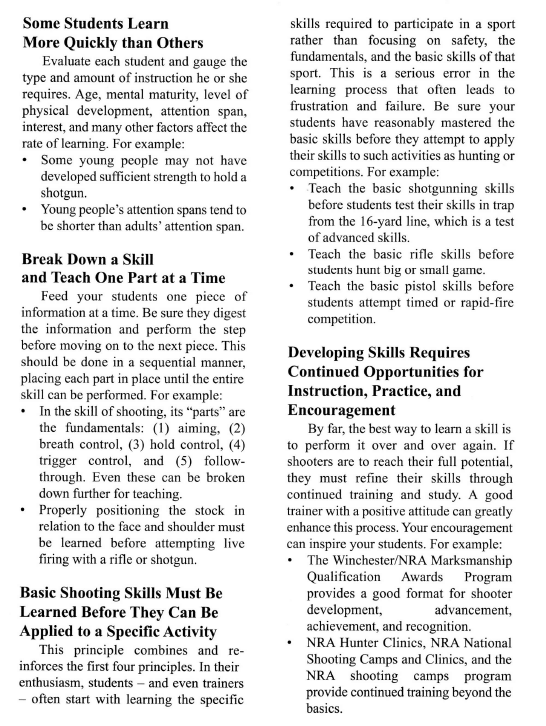 Some Students Learn
More Quickly than Others
Evaluate each student and gauge the
type and amount of instruction he or she
requires. Age, mental maturity, level of
physical development, attention span,
interest, and many other factors affect the
rate of learning. For example:
• Some young people may not have
developed sufficient strength to hold a
shotgun.
• Young people's attention spans tend to
be shorter than adults' attention span.
Break Down a Skill
and Teach One Part at a Time
Feed your students one piece of
information at a time. Be sure they digest
the information and perform the step
before moving on to the next piece. This
should be done in a sequential manner,
placing each part in place until the entire
skill can be performed. For example:
• In the skill of shooting, its "parts" are
the fundamentals: (1) aiming, (2)
breath control, (3) hold control, (4)
trigger control, and (5) follow-
through. Even these can be broken
down further for teaching.
• Properly positioning the stock in
relation to the face and shoulder must
be learned before attempting live
firing with a rifle or shotgun.
Basic Shooting Skills Must Be
Learned Before They Can Be
Applied to a Specific Activity
This principle combines and re-
inforces the first four principles. In their
enthusiasm, students – and even trainers
– often start with learning the specific
skills required to participate in a sport
rather than focusing on safety, the
fundamentals, and the basic skills of that
sport. This is a serious error in the
learning process that often leads to
frustration and failure. Be sure your
students have reasonably mastered the
basic skills before they attempt to apply
their skills to such activities as hunting or
competitions. For example:
• Teach the basic shotgunning skills
before students test their skills in trap
from the 16-yard line, which is a test
of advanced skills.
• Teach the basic rifle skills before
students hunt big or small game.
• Teach the basic pistol skills before
students attempt timed or rapid-fire
competition.
Developing Skills Requires
Continued Opportunities for
Instruction, Practice, and
Encouragement
By far, the best way to learn a skill is
to perform it over and over again. If
shooters are to reach their full potential,
they must refine their skills through
continued training and study. A good
trainer with a positive attitude can greatly
enhance this process. Your encouragement
can inspire your students. For example:
• The Winchester/NRA Marksmanship
Qualification Awards Program
provides a good format for shooter
development, advancement,
achievement, and recognition.
• NRA Hunter Clinics, NRA National
Shooting Camps and Clinics, and the
NRA shooting camps program
provide continued training beyond the
basics.